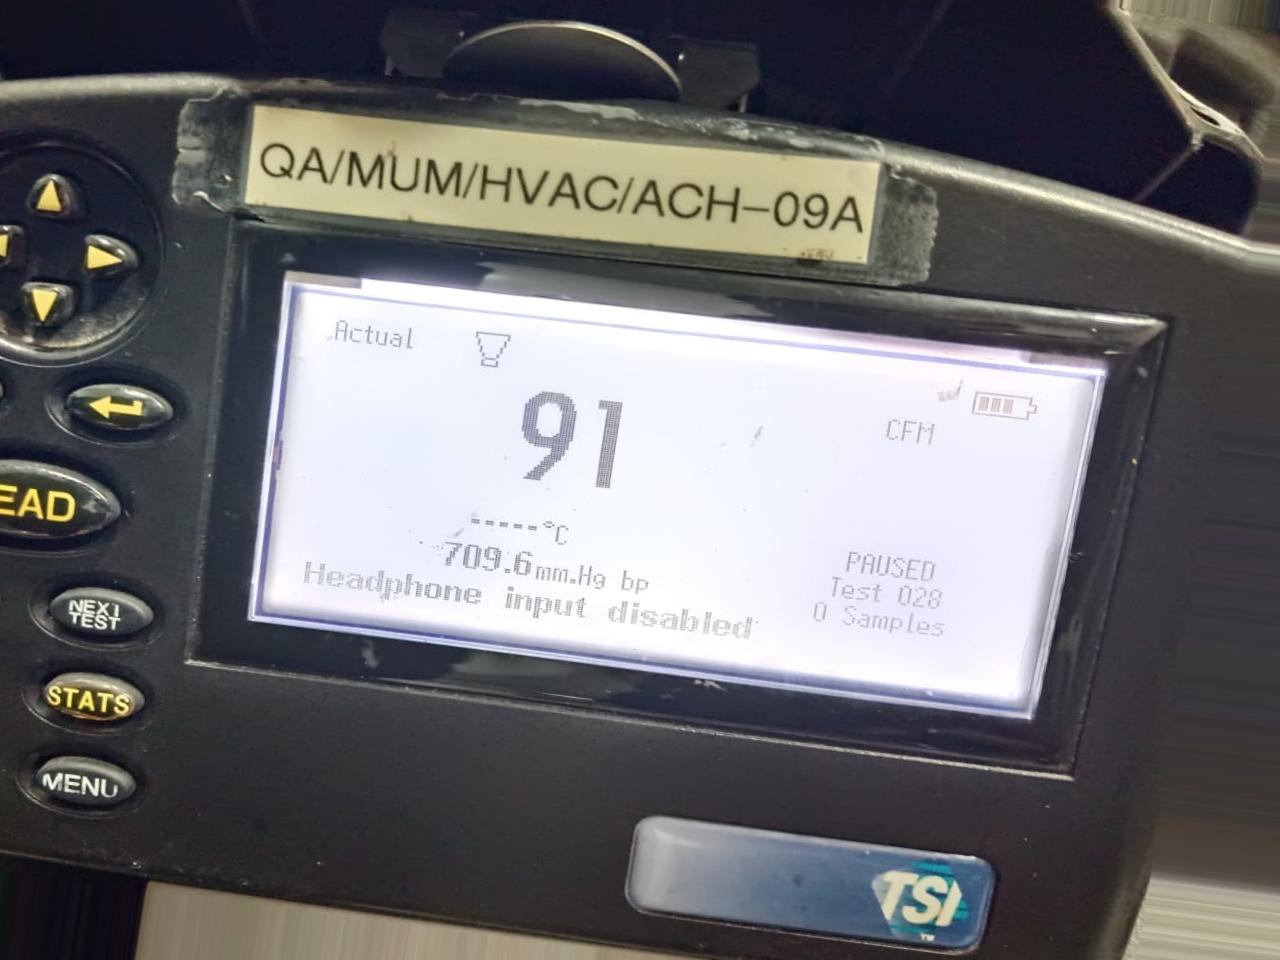 QA/MUM/HVAC/ACH-09A
Actual
91
CFM
-----°C
709.6mm.Hg bp
Headphone input disabled
PAUSED
Test 028
0 Samples
EAD
NEXT
TEST
STATS
MENU
TSI
TM